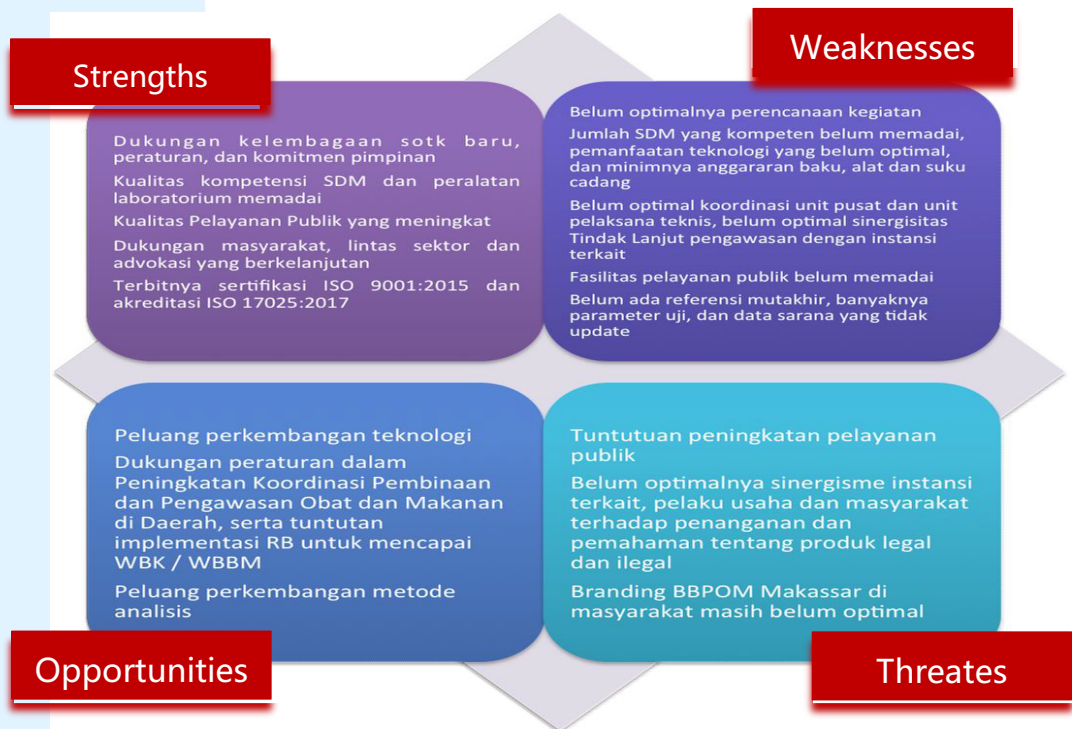 Strengths
Dukungan kelembagaan sotk baru,
peraturan, dan komitmen pimpinan
Kualitas kompetensi SDM dan peralatan
laboratorium memadai
Kualitas Pelayanan Publik yang meningkat
Dukungan masyarakat, lintas sektor dan
advokasi yang berkelanjutan
Terbitnya sertifikasi ISO 9001:2015 dan
akreditasi ISO 17025:2017
Weaknesses
Belum optimalnya perencanaan kegiatan
Jumlah SDM yang kompeten belum memadai,
pemanfaatan teknologi yang belum optimal,
dan minimnya anggararan baku, alat dan suku
cadang
Belum optimal koordinasi unit pusat dan unit
pelaksana teknis, belum optimal sinergisitas
Tindak Lanjut pengawasan dengan instansi
terkait
Fasilitas pelayanan publik belum memadai
Belum ada referensi mutakhir, banyaknya
parameter uji, dan data sarana yang tidak
update
Peluang perkembangan teknologi
Dukungan peraturan dalam
Peningkatan Koordinasi Pembinaan
dan Pengawasan Obat dan Makanan
di Daerah, serta tuntutan
implementasi RB untuk mencapai
WBK / WBBM
Peluang perkembangan metode
analisis
Opportunities
Tuntutuan peningkatan pelayanan
publik
Belum optimalnya sinergisme instansi
terkait, pelaku usaha dan masyarakat
terhadap penanganan dan
pemahaman tentang produk legal
dan ilegal
Branding BBPOM Makassar di
masyarakat masih belum optimal
Threates